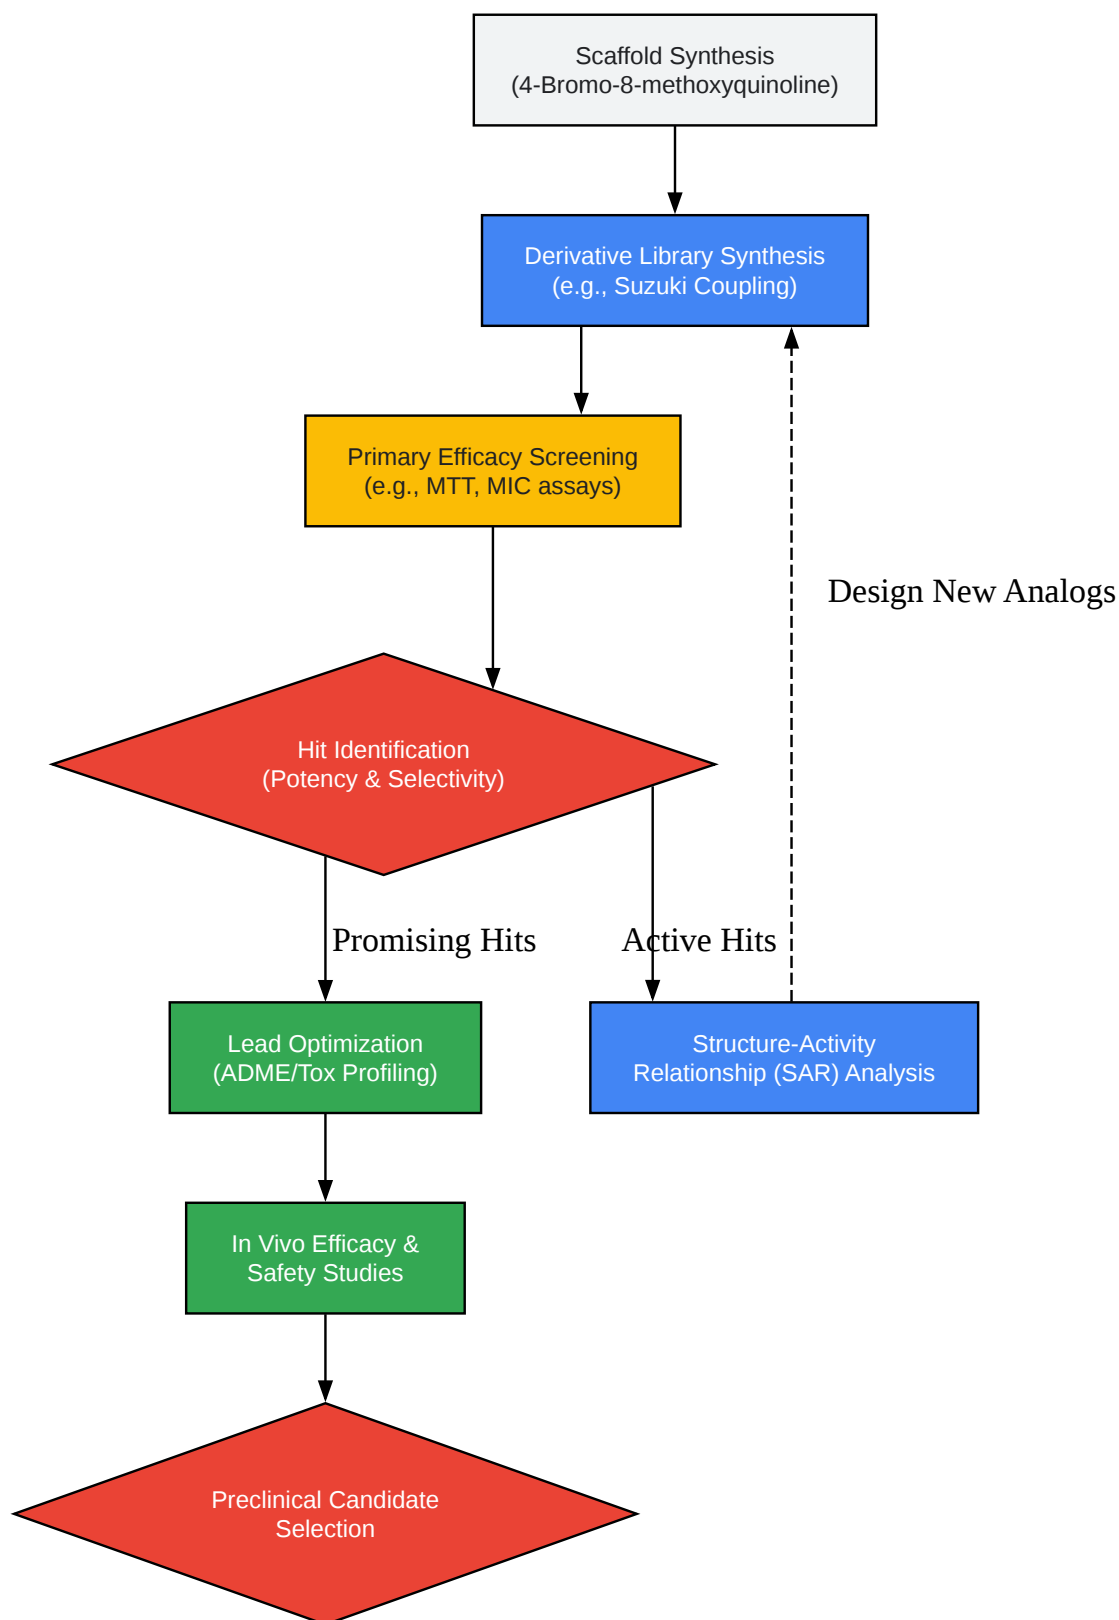 Scaffold Synthesis
(4-Bromo-8-methoxyquinoline)
Derivative Library Synthesis
(e.g., Suzuki Coupling)
Primary Efficacy Screening
(e.g., MTT, MIC assays)
Design New Analogs
Hit Identification
(Potency & Selectivity)
Promising Hits
Active Hits
Lead Optimization
(ADME/Tox Profiling)
Structure-Activity
Relationship (SAR) Analysis
In Vivo Efficacy &
Safety Studies
Preclinical Candidate
Selection